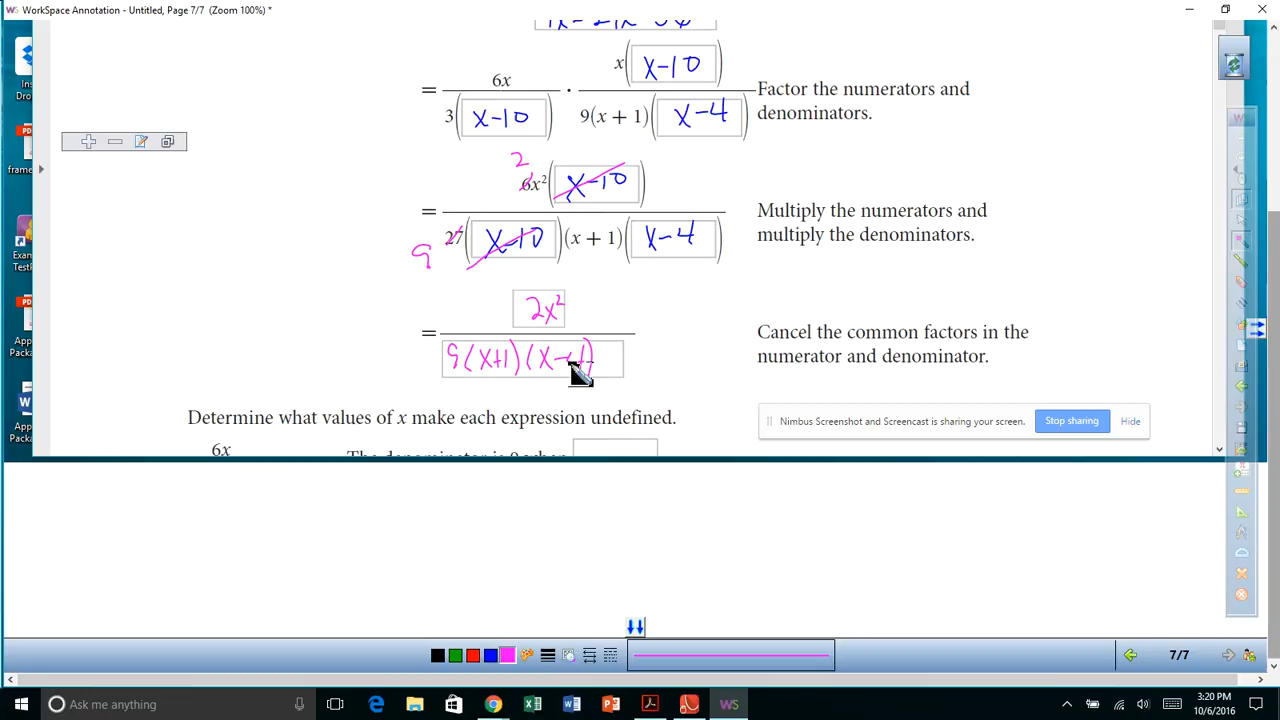 WorkSpace Annotation - Untitled, Page 7/7 (Zoom 100%) *
= 6x / 3(x-10) · x(x-10) / 9(x + 1)(x-4)
Factor the numerators and
denominators.
2
= 6x²(x-10) / 27(x-10)(x + 1)(x-4)
9
Multiply the numerators and
multiply the denominators.
= 2x² / 9(x+1)(x-4)
Cancel the common factors in the
numerator and denominator.
Determine what values of x make each expression undefined.
6x
Nimbus Screenshot and Screencast is sharing your screen.
Stop sharing
Hide
7/7
Ask me anything
3:20 PM
10/6/2016